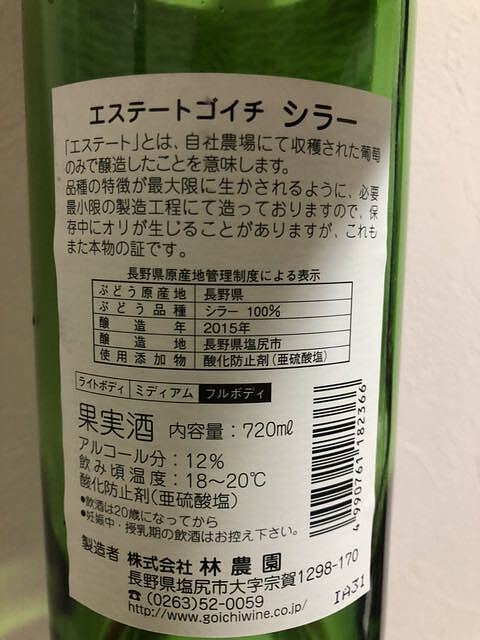 エステートゴイチ シラー
「エステート」とは、自社農場にて収穫された葡萄
のみで醸造したことを意味します。
品種の特徴が最大限に生かされるように、必要
最小限の製造工程にて造っておりますので、保
存中にオリが生じることがありますが、これも
また本物の証です。
長野県原産地管理制度による表示
ぶどう原産地 長野県
ぶどう品種 シラー 100%
醸造年 2015年
醸造地 長野県塩尻市
使用添加物 酸化防止剤(亜硫酸塩)
ライトボディ ミディアム フルボディ
果実酒 内容量:720ml
アルコール分:12%
飲み頃温度:18~20℃
酸化防止剤(亜硫酸塩)
●飲酒は20歳になってから
●妊娠中・授乳期の飲酒はお控え下さい。
4990761182366
製造者 株式会社 林農園
長野県塩尻市大字宗賀1298-170
☎(0263)52-0059
http://www.goichiwine.co.jp/
IA31